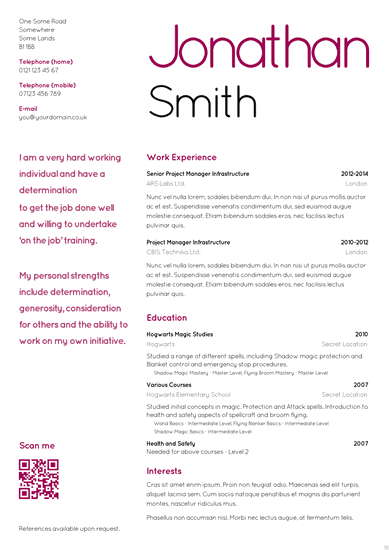 One Some Road
Somewhere
Some Lands
B1 1BB
Telephone (home)
0121 123 45 67
Telephone (mobile)
07123 456 789
E-mail
you@yourdomain.co.uk
Jonathan
Smith
I am a very hard working
individual and have a
determination
to get the job done well
and willing to undertake
'on the job' training.
My personal strengths
include determination,
generosity, consideration
for others and the ability to
work on my own initiative.
Scan me
References available upon request.
Work Experience
Senior Project Manager Infrastructure 2012-2014
ARS Labs Ltd. London
Nunc vel nulla lorem, sodales bibendum dui. In non nisi ut purus mollis auctor
ac et est. Suspendisse venenatis condimentum dui, sed euismod augue
molestie consequat. Etiam bibendum sodales eros, nec facilisis lectus
pulvinar quis.
Project Manager Infrastructure 2010-2012
CBIS Technika Ltd. London
Nunc vel nulla lorem, sodales bibendum dui. In non nisi ut purus mollis auctor
ac et est. Suspendisse venenatis condimentum dui, sed euismod augue
molestie consequat. Etiam bibendum sodales eros, nec facilisis lectus
pulvinar quis.
Education
Hogwarts Magic Studies 2010
Hogwarts Secret Location
Studied a range of different spells, including Shadow magic protection and
Blanket control and emergency stop procedures.
Shadow Magic Mastery - Master Level, Flying Broom Mastery - Master Level
Various Courses 2007
Hogwarts Elementary School Secret Location
Studied initial concepts in magic, Protection and Attack spells, Introduction to
health and safety aspects of spellcraft and broom flying.
Wand Basics - Intermediate Level, Flying Blanker Basics - Intermediate Level
Shadow Magic Basics - Intermediate Level
Health and Safety 2007
Needed for above courses - Level 2
Interests
Cras sit amet enim ipsum. Proin non feugiat odio. Maecenas sed elit turpis,
aliquet lacinia sem. Cum sociis natoque penatibus et magnis dis parturient
montes, nascetur ridiculus mus.
Phasellus non accumsan nisl. Morbi nec lectus augue, at fermentum felis.